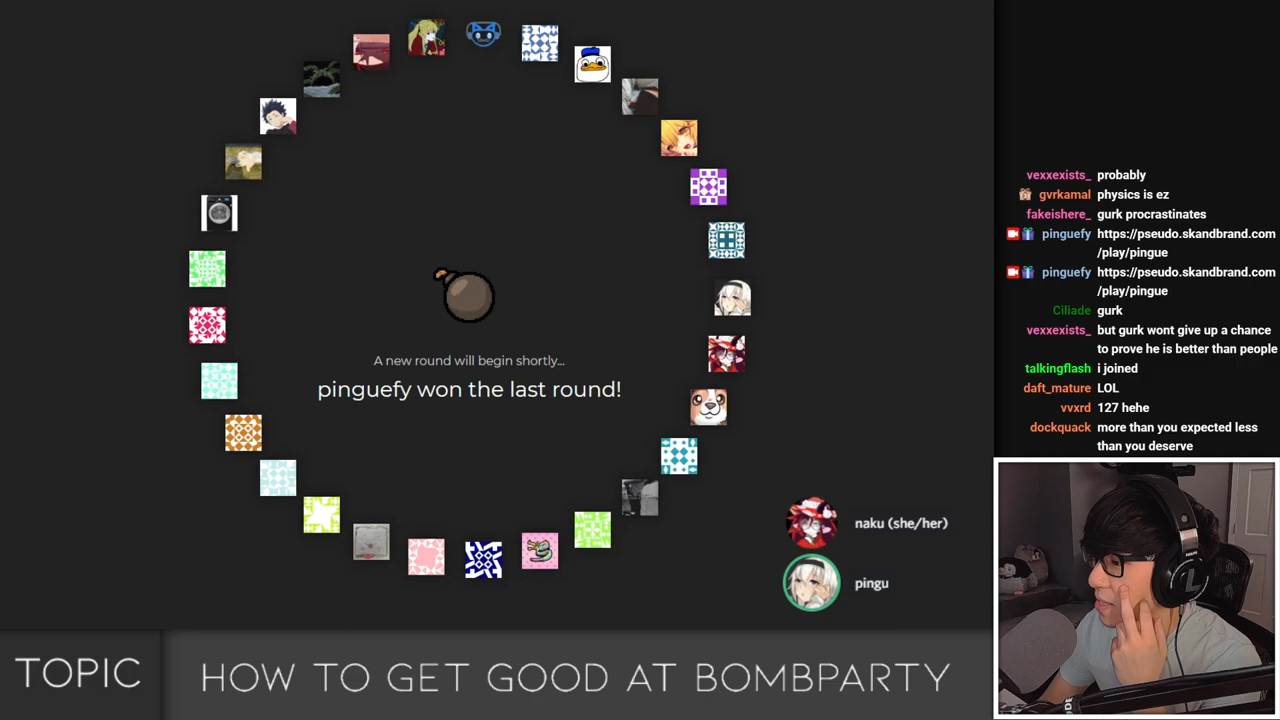 A new round will begin shortly...
pinguefy won the last round!
naku (she/her)
pingu
TOPIC
HOW TO GET GOOD AT BOMBPARTY
vexxexists_ probably
gvrkamal physics is ez
fakeishere_ gurk procrastinates
pinguefy https://pseudo.skandbrand.com
/play/pingue
pinguefy https://pseudo.skandbrand.com
/play/pingue
Ciliade gurk
vexxexists_ but gurk wont give up a chance
to prove he is better than people
talkingflash i joined
daft_mature LOL
vvxrd 127 hehe
dockquack more than you expected less
than you deserve